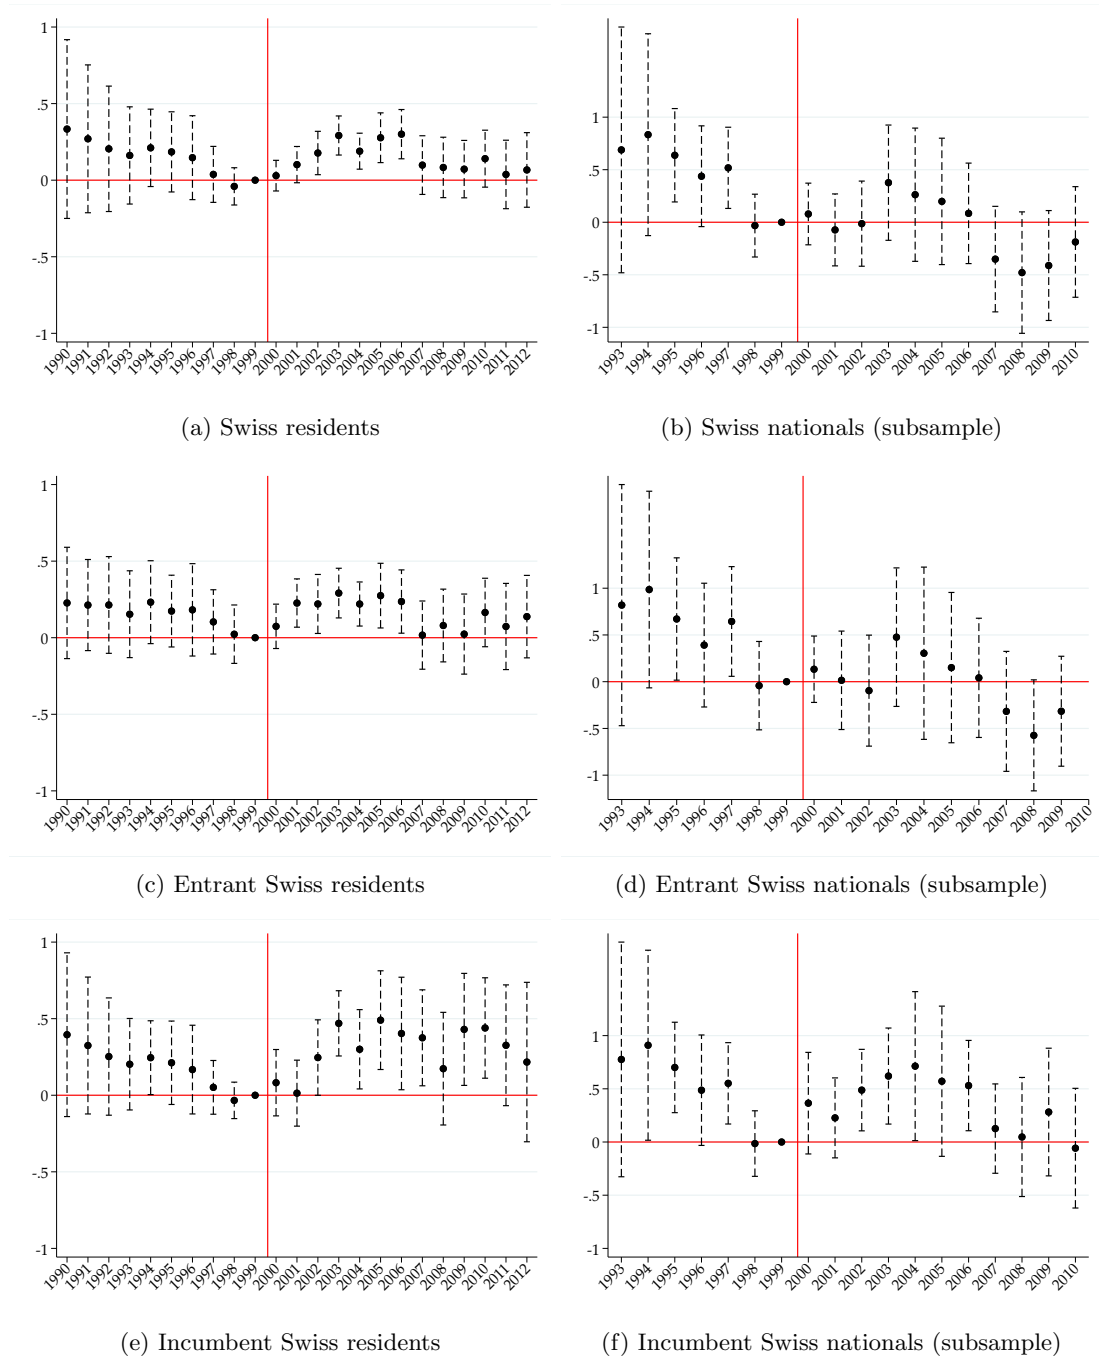 1
.5
0
-.5
-1
1990 1991 1992 1993 1994 1995 1996 1997 1998 1999 2000 2001 2002 2003 2004 2005 2006 2007 2008 2009 2010 2011 2012
(a) Swiss residents
1
.5
0
-.5
-1
1993 1994 1995 1996 1997 1998 1999 2000 2001 2002 2003 2004 2005 2006 2007 2008 2009 2010
(b) Swiss nationals (subsample)
1
.5
0
-.5
-1
1990 1991 1992 1993 1994 1995 1996 1997 1998 1999 2000 2001 2002 2003 2004 2005 2006 2007 2008 2009 2010 2011 2012
(c) Entrant Swiss residents
1
.5
0
-.5
-1
1993 1994 1995 1996 1997 1998 1999 2000 2001 2002 2003 2004 2005 2006 2007 2008 2009 2010
(d) Entrant Swiss nationals (subsample)
1
.5
0
-.5
-1
1990 1991 1992 1993 1994 1995 1996 1997 1998 1999 2000 2001 2002 2003 2004 2005 2006 2007 2008 2009 2010 2011 2012
(e) Incumbent Swiss residents
1
.5
0
-.5
-1
1993 1994 1995 1996 1997 1998 1999 2000 2001 2002 2003 2004 2005 2006 2007 2008 2009 2010
(f) Incumbent Swiss nationals (subsample)